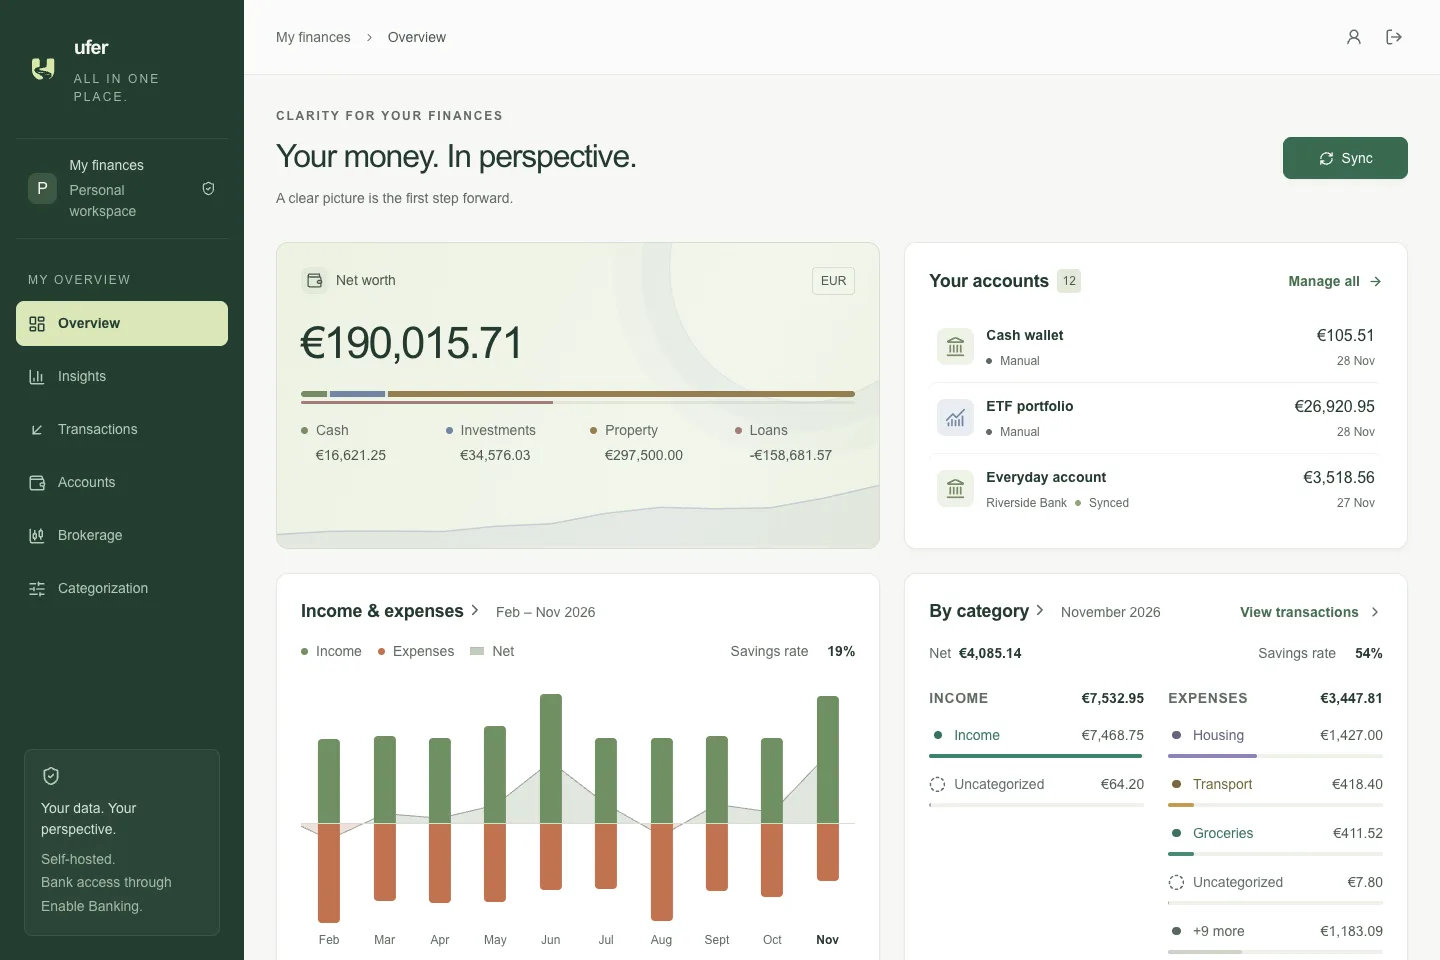 ufer
ALL IN ONE
PLACE.
P
My finances
Personal
workspace
MY OVERVIEW
Overview
Insights
Transactions
Accounts
Brokerage
Categorization
Your data. Your
perspective.
Self-hosted.
Bank access through
Enable Banking.
My finances > Overview
CLARITY FOR YOUR FINANCES
Your money. In perspective.
A clear picture is the first step forward.
Sync
Net worth
EUR
€190,015.71
Cash Investments Property Loans
€16,621.25 €34,576.03 €297,500.00 -€158,681.57
Your accounts 12 Manage all
Cash wallet €105.51
Manual 28 Nov
ETF portfolio €26,920.95
Manual 28 Nov
Everyday account €3,518.56
Riverside Bank Synced 27 Nov
Income & expenses Feb – Nov 2026
Income Expenses Net Savings rate 19%
Feb Mar Apr May Jun Jul Aug Sept Oct Nov
By category November 2026 View transactions
Net €4,085.14 Savings rate 54%
INCOME €7,532.95
Income €7,468.75
Uncategorized €64.20
EXPENSES €3,447.81
Housing €1,427.00
Transport €418.40
Groceries €411.52
Uncategorized €7.80
+9 more €1,183.09